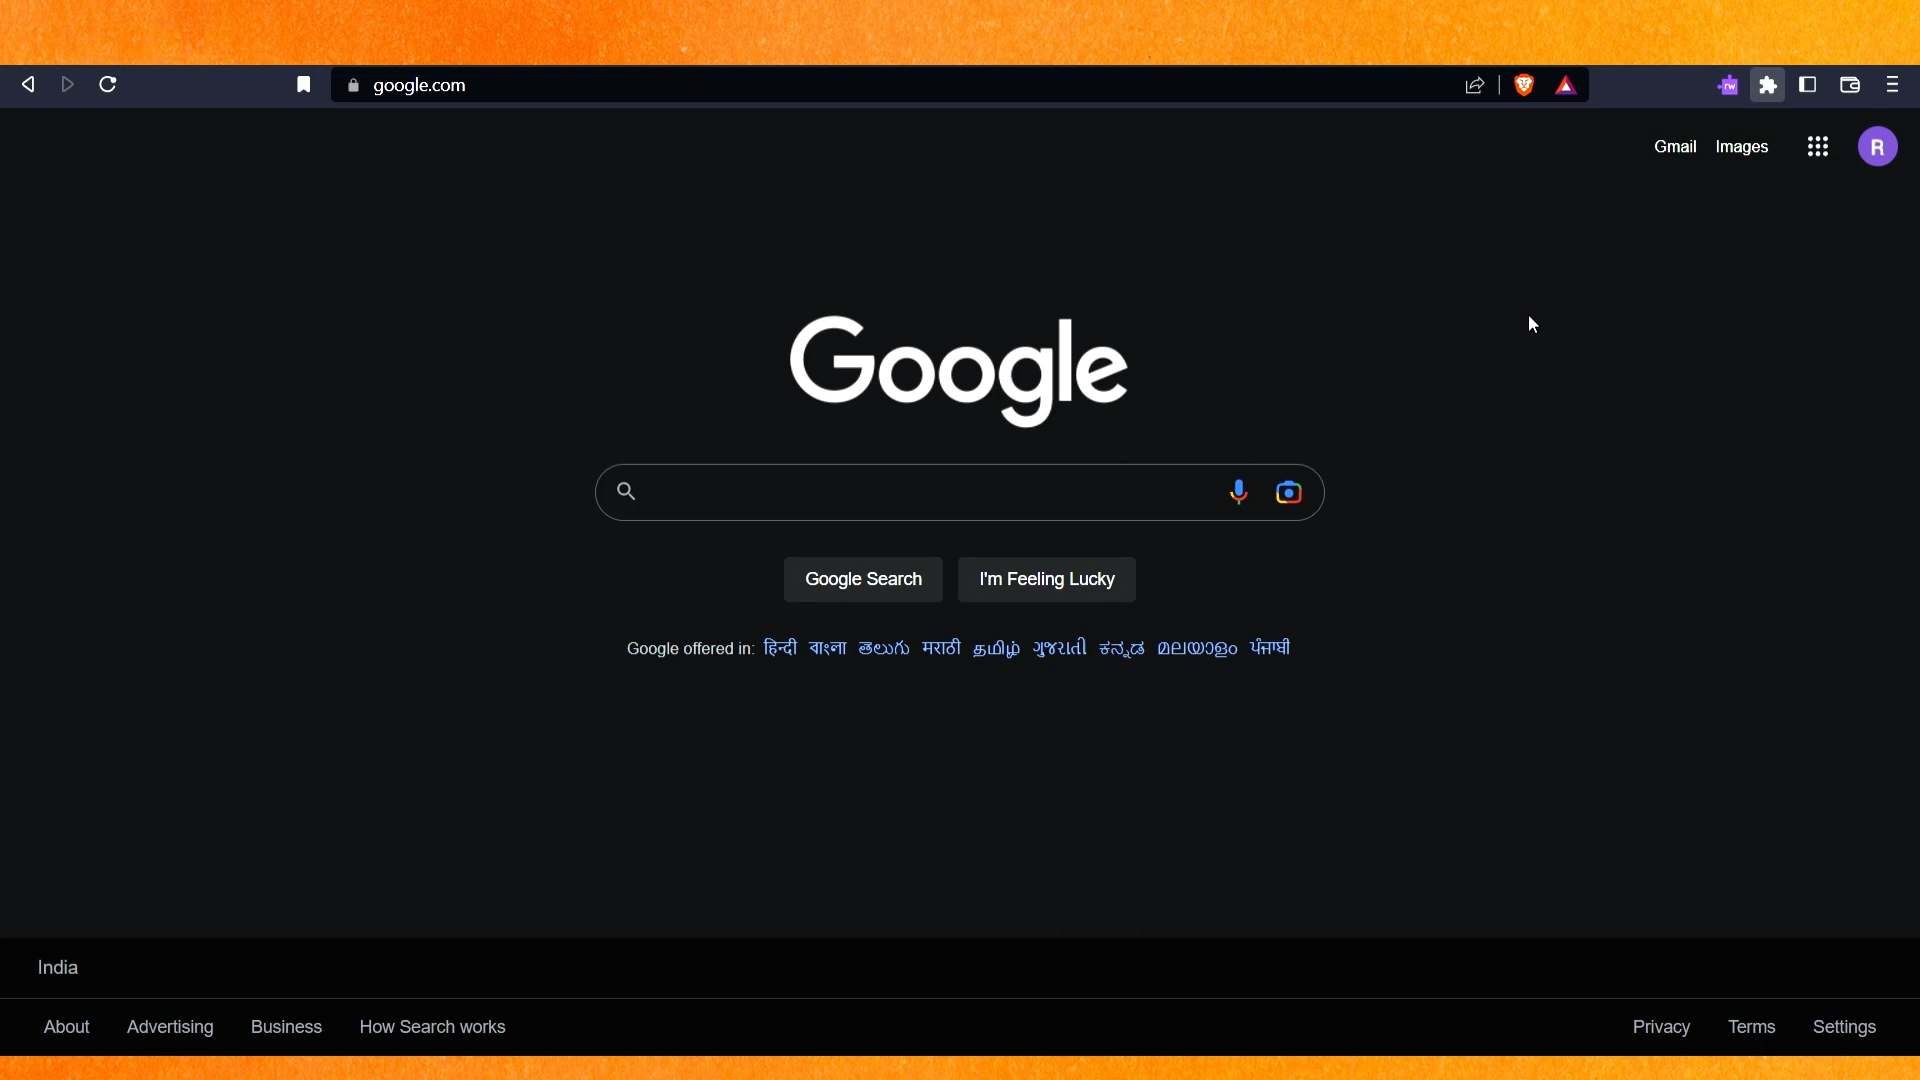 google.com
rw
Gmail Images
R
Google
Google Search I'm Feeling Lucky
Google offered in: हिन्दी বাংলা తెలుగు मराठी தமிழ் ગુજરાતી ಕನ್ನಡ മലയാളം ਪੰਜਾਬੀ
India
About Advertising Business How Search works Privacy Terms Settings